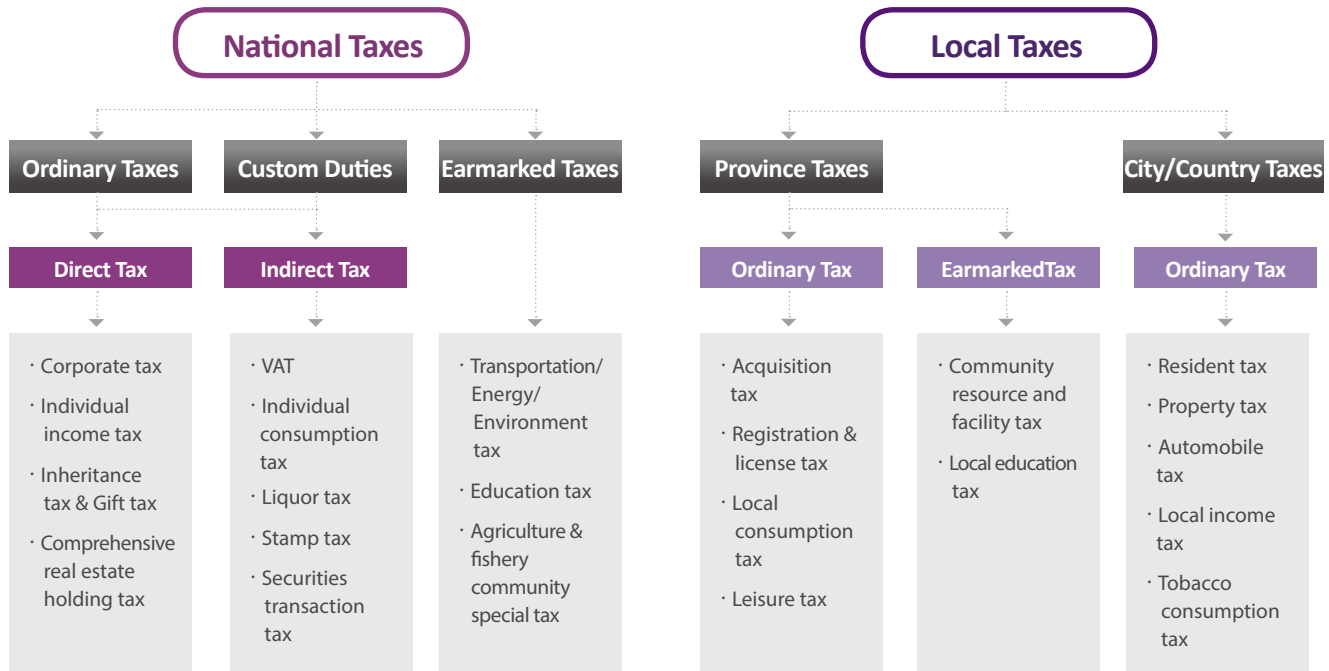 National Taxes
Ordinary Taxes
Custom Duties
Earmarked Taxes
Direct Tax
Indirect Tax
· Corporate tax
· Individual
income tax
· Inheritance
tax & Gift tax
· Comprehensive
real estate
holding tax
· VAT
· Individual
consumption
tax
· Liquor tax
· Stamp tax
· Securities
transaction
tax
· Transportation/
Energy/
Environment
tax
· Education tax
· Agriculture &
fishery
community
special tax
Local Taxes
Province Taxes
City/Country Taxes
Ordinary Tax
EarmarkedTax
Ordinary Tax
· Acquisition
tax
· Registration &
license tax
· Local
consumption
tax
· Leisure tax
· Community
resource and
facility tax
· Local education
tax
· Resident tax
· Property tax
· Automobile
tax
· Local income
tax
· Tobacco
consumption
tax